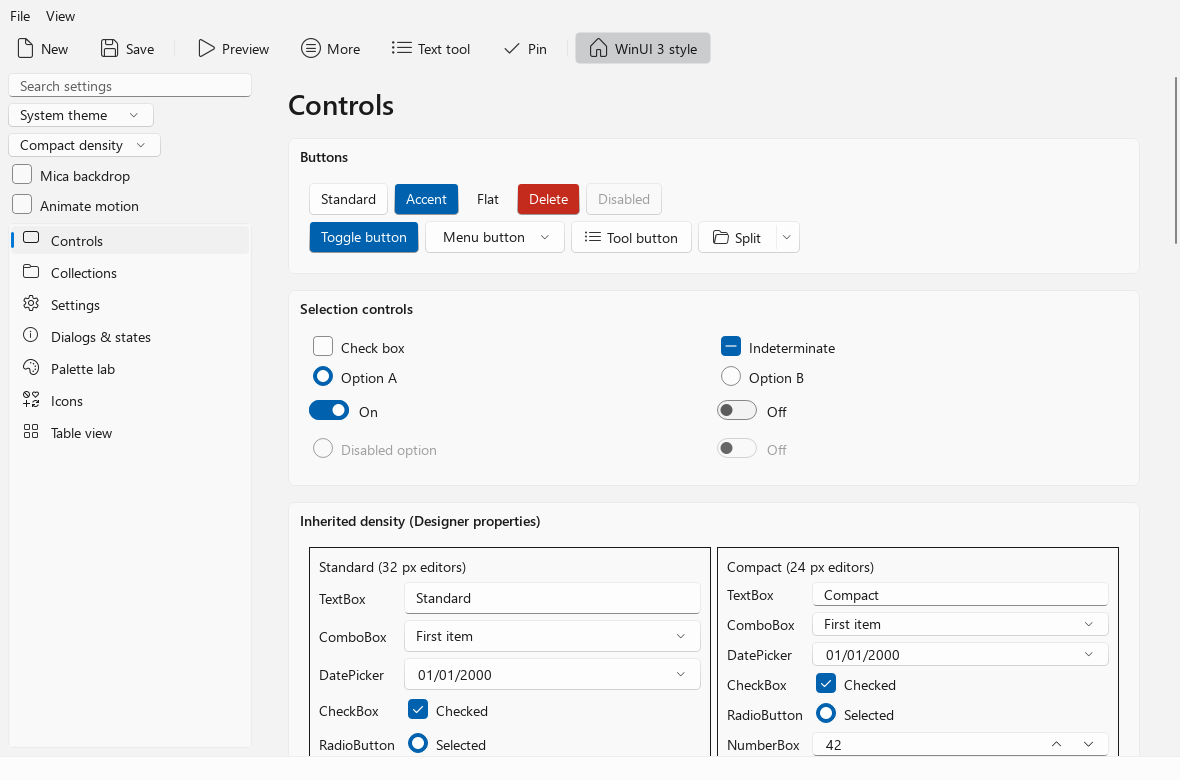 File View
New Save Preview More Text tool Pin WinUI 3 style
Search settings
System theme
Compact density
Mica backdrop
Animate motion
Controls
Collections
Settings
Dialogs & states
Palette lab
Icons
Table view
Controls
Buttons
Standard Accent Flat Delete Disabled
Toggle button Menu button Tool button Split
Selection controls
Check box Indeterminate
Option A Option B
On Off
Disabled option Off
Inherited density (Designer properties)
Standard (32 px editors)
TextBox Standard
ComboBox First item
DatePicker 01/01/2000
CheckBox Checked
RadioButton Selected
Compact (24 px editors)
TextBox Compact
ComboBox First item
DatePicker 01/01/2000
CheckBox Checked
RadioButton Selected
NumberBox 42